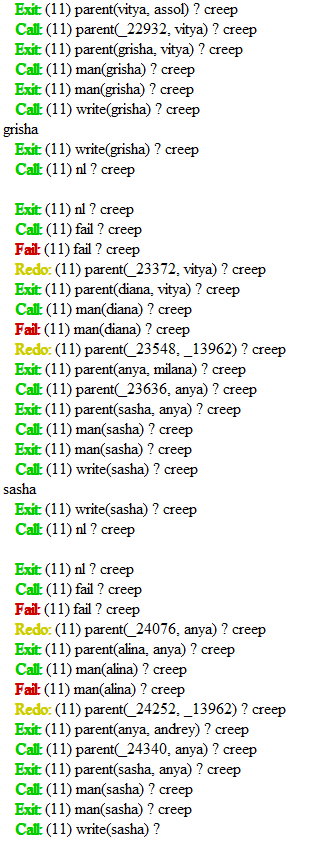 Exit: (11) parent(vitya, assol) ? creep
Call: (11) parent(_22932, vitya) ? creep
Exit: (11) parent(grisha, vitya) ? creep
Call: (11) man(grisha) ? creep
Exit: (11) man(grisha) ? creep
Call: (11) write(grisha) ? creep
grisha
Exit: (11) write(grisha) ? creep
Call: (11) nl ? creep
Exit: (11) nl ? creep
Call: (11) fail ? creep
Fail: (11) fail ? creep
Redo: (11) parent(_23372, vitya) ? creep
Exit: (11) parent(diana, vitya) ? creep
Call: (11) man(diana) ? creep
Fail: (11) man(diana) ? creep
Redo: (11) parent(_23548, _13962) ? creep
Exit: (11) parent(anya, milana) ? creep
Call: (11) parent(_23636, anya) ? creep
Exit: (11) parent(sasha, anya) ? creep
Call: (11) man(sasha) ? creep
Exit: (11) man(sasha) ? creep
Call: (11) write(sasha) ? creep
sasha
Exit: (11) write(sasha) ? creep
Call: (11) nl ? creep
Exit: (11) nl ? creep
Call: (11) fail ? creep
Fail: (11) fail ? creep
Redo: (11) parent(_24076, anya) ? creep
Exit: (11) parent(alina, anya) ? creep
Call: (11) man(alina) ? creep
Fail: (11) man(alina) ? creep
Redo: (11) parent(_24252, _13962) ? creep
Exit: (11) parent(anya, andrey) ? creep
Call: (11) parent(_24340, anya) ? creep
Exit: (11) parent(sasha, anya) ? creep
Call: (11) man(sasha) ? creep
Exit: (11) man(sasha) ? creep
Call: (11) write(sasha) ?